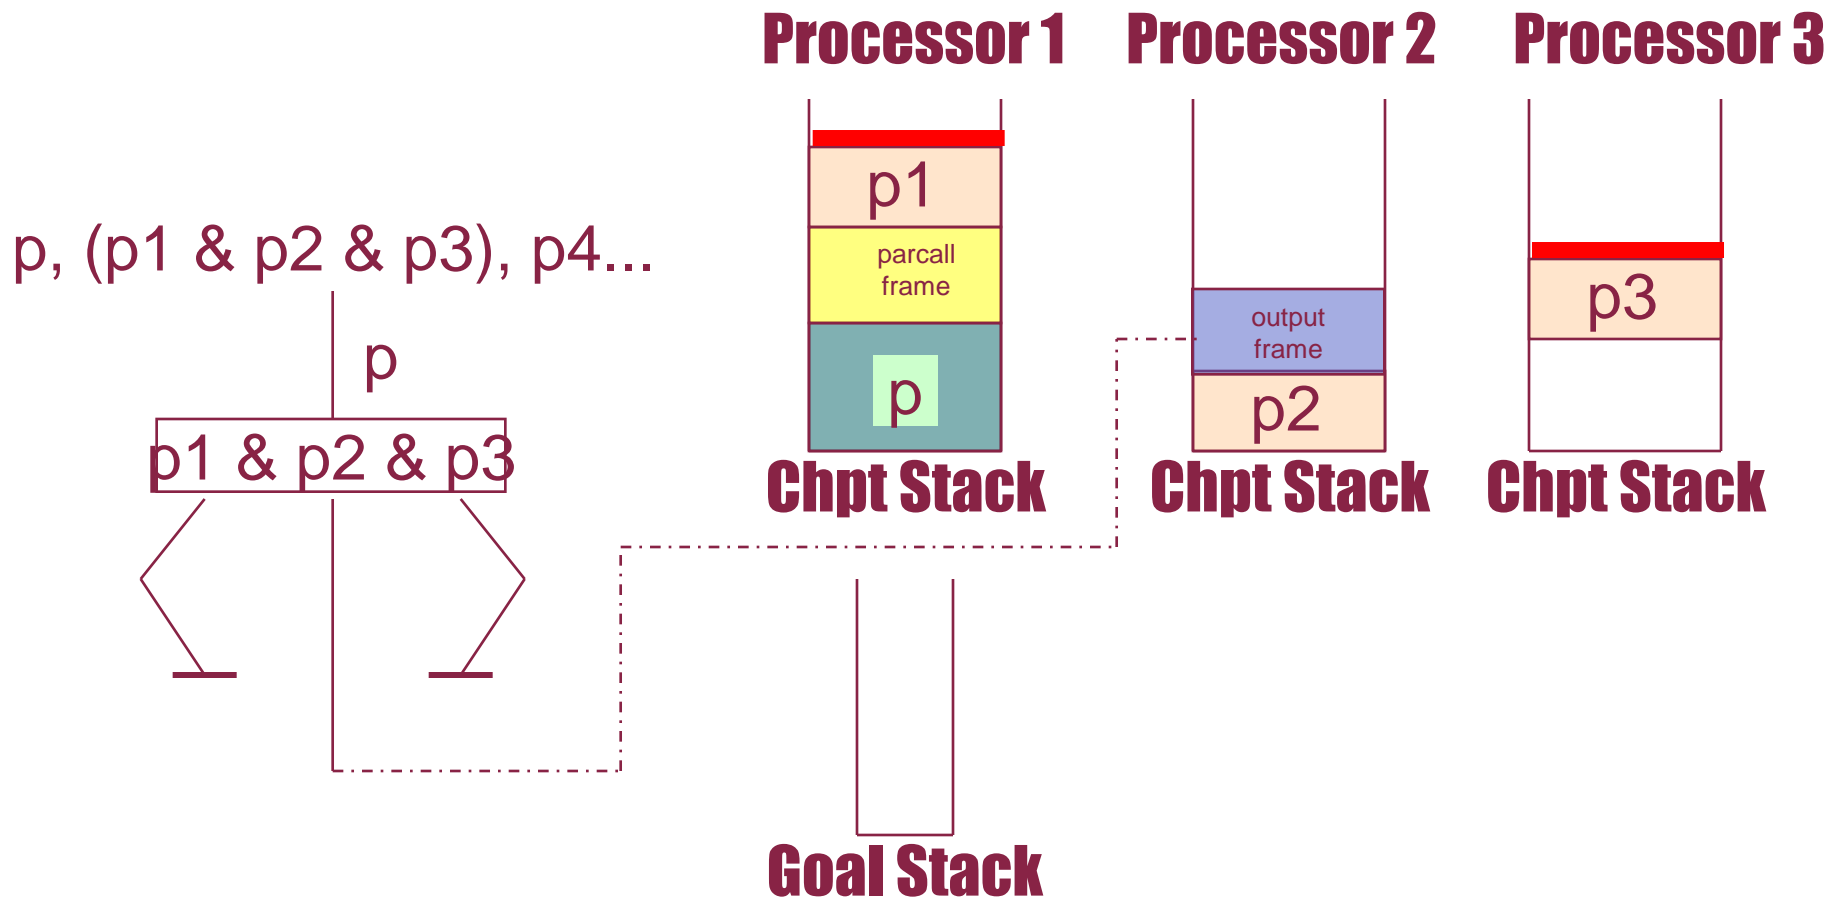 Processor 1
Processor 2
Processor 3
p1
parcall
frame
p
output
frame
p2
p3
Chpt Stack
Chpt Stack
Chpt Stack
p, (p1 & p2 & p3), p4...
p
p1 & p2 & p3
Goal Stack